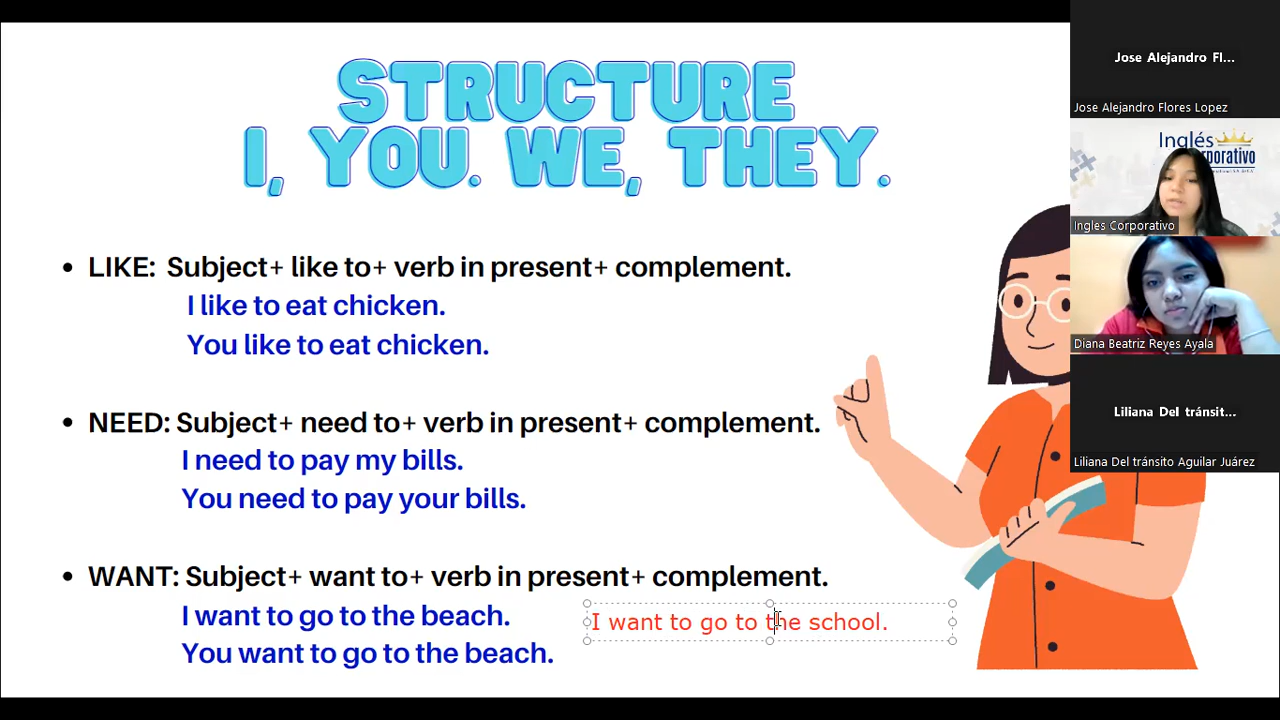 STRUCTURE
I, YOU. WE, THEY.
• LIKE: Subject+ like to+ verb in present+ complement.
I like to eat chicken.
You like to eat chicken.
• NEED: Subject+ need to+ verb in present+ complement.
I need to pay my bills.
You need to pay your bills.
• WANT: Subject+ want to+ verb in present+ complement.
I want to go to the beach.
I want to go to the school.
You want to go to the beach.
Jose Alejandro Fl...
Jose Alejandro Flores Lopez
Inglés
Ingles Corporativo
Diana Beatriz Reyes Ayala
Liliana Del tránsit...
Liliana Del tránsito Aguilar Juárez